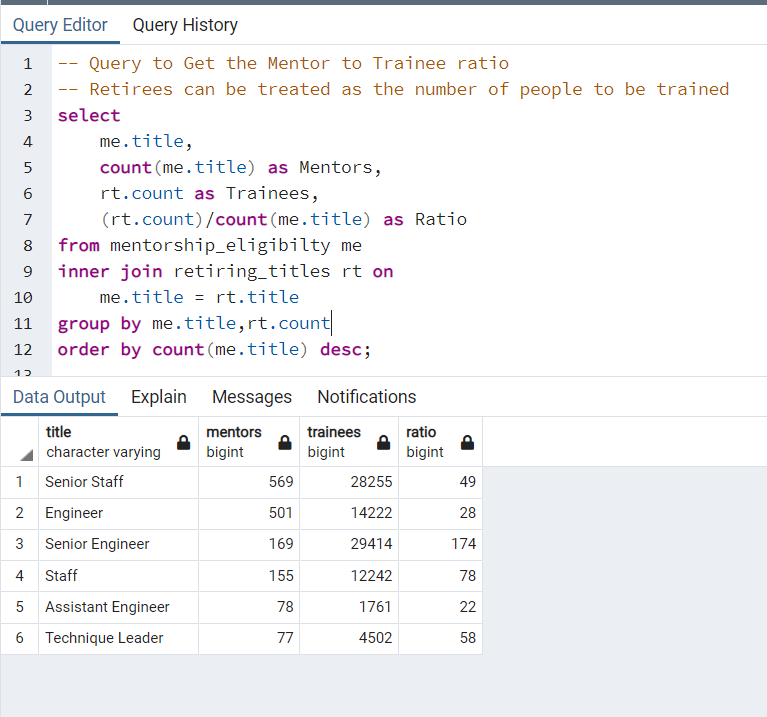 Query Editor Query History
1 -- Query to Get the Mentor to Trainee ratio
2 -- Retirees can be treated as the number of people to be trained
3 select
4 me.title,
5 count(me.title) as Mentors,
6 rt.count as Trainees,
7 (rt.count)/count(me.title) as Ratio
8 from mentorship_eligibilty me
9 inner join retiring_titles rt on
10 me.title = rt.title
11 group by me.title,rt.count
12 order by count(me.title) desc;
13
Data Output Explain Messages Notifications
title mentors trainees ratio
character varying bigint bigint bigint
1 Senior Staff 569 28255 49
2 Engineer 501 14222 28
3 Senior Engineer 169 29414 174
4 Staff 155 12242 78
5 Assistant Engineer 78 1761 22
6 Technique Leader 77 4502 58